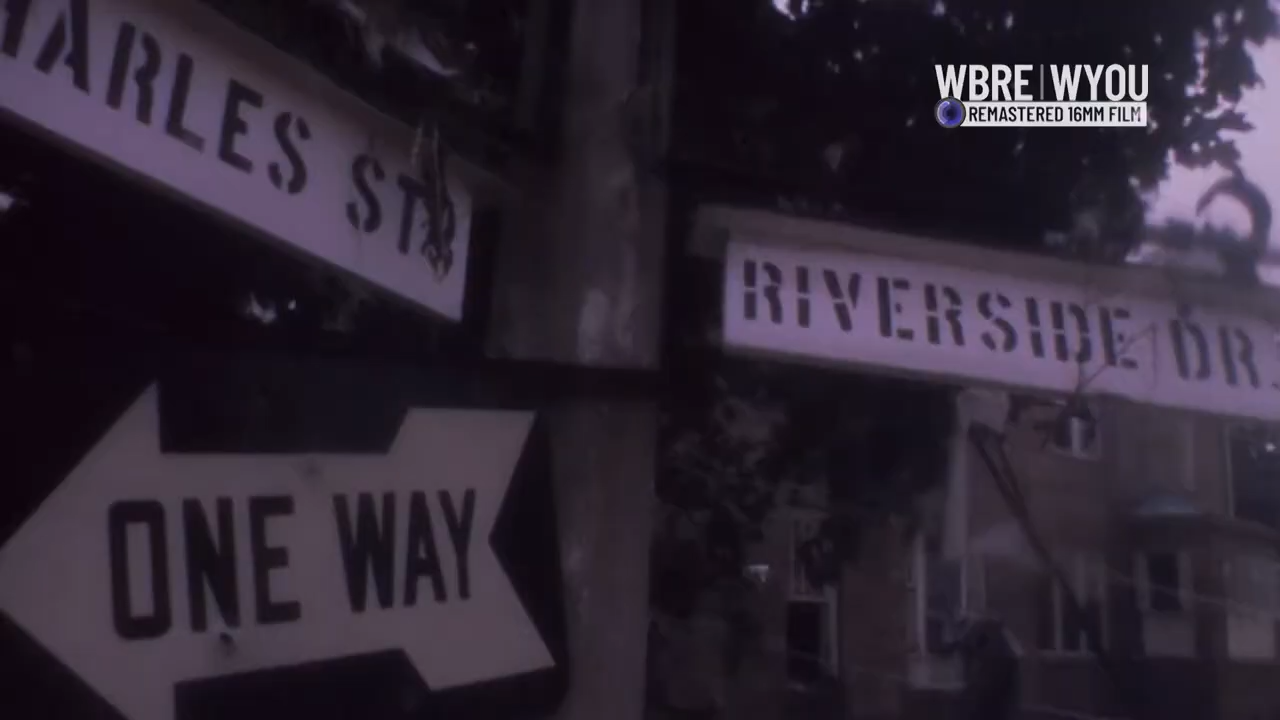 HARLES ST.
WBRE|WYOU
REMASTERED 16MM FILM
RIVERSIDE DR.
ONE WAY